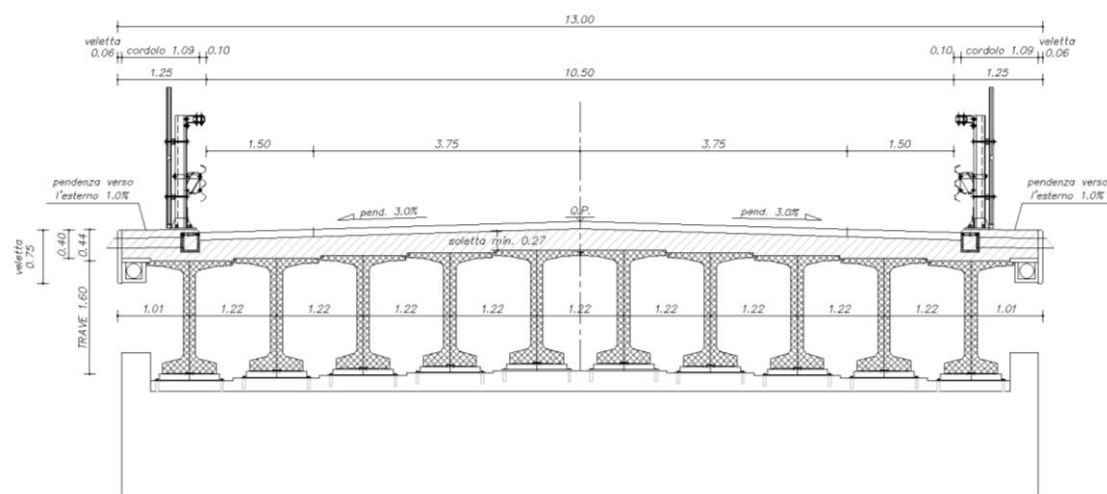 13.00
veletta
0.06
cordolo 1.09
0.10
0.10
cordolo 1.09
veletta
0.06
1.25
10.50
1.25
1.50
3.75
3.75
1.50
pendenza verso
l'esterno 1.0%
pend. 3.0%
Q.P.
pend. 3.0%
pendenza verso
l'esterno 1.0%
soletta min. 0.27
veletta
0.75
0.40
0.44
TRAVE 1.60
1.01
1.22
1.22
1.22
1.22
1.22
1.22
1.22
1.22
1.22
1.01